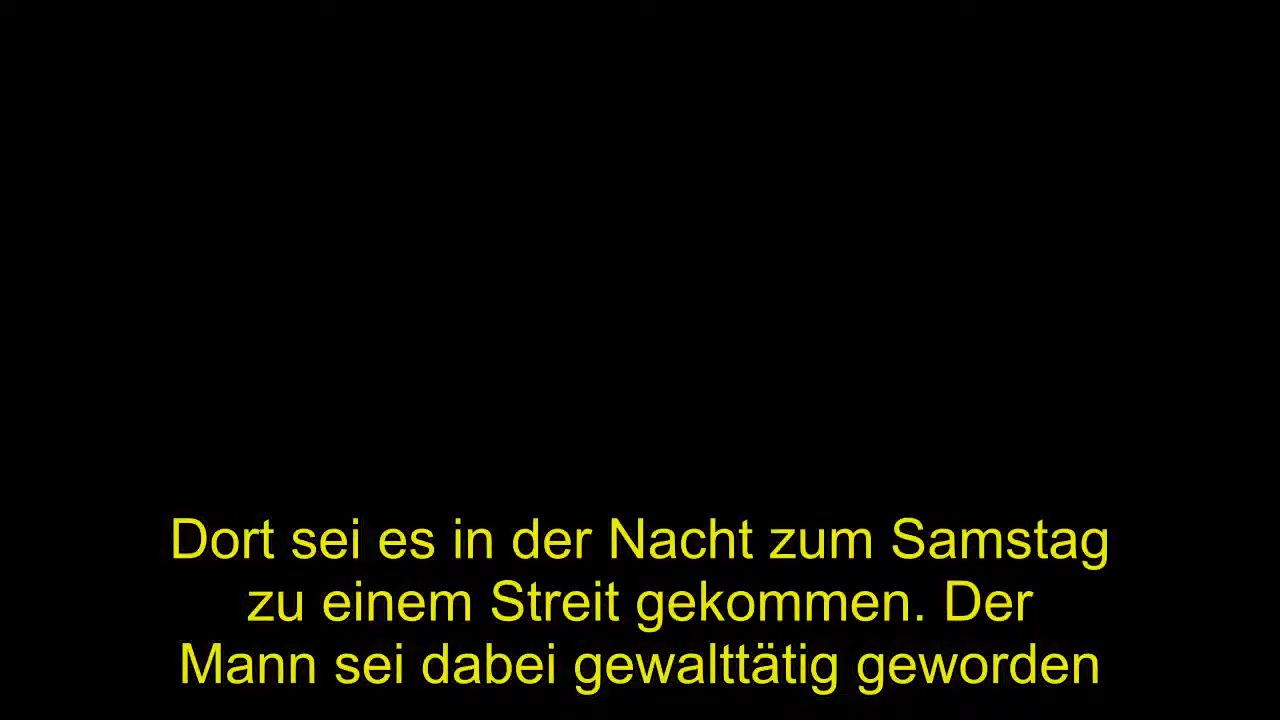 Dort sei es in der Nacht zum Samstag
zu einem Streit gekommen. Der
Mann sei dabei gewalttätig geworden